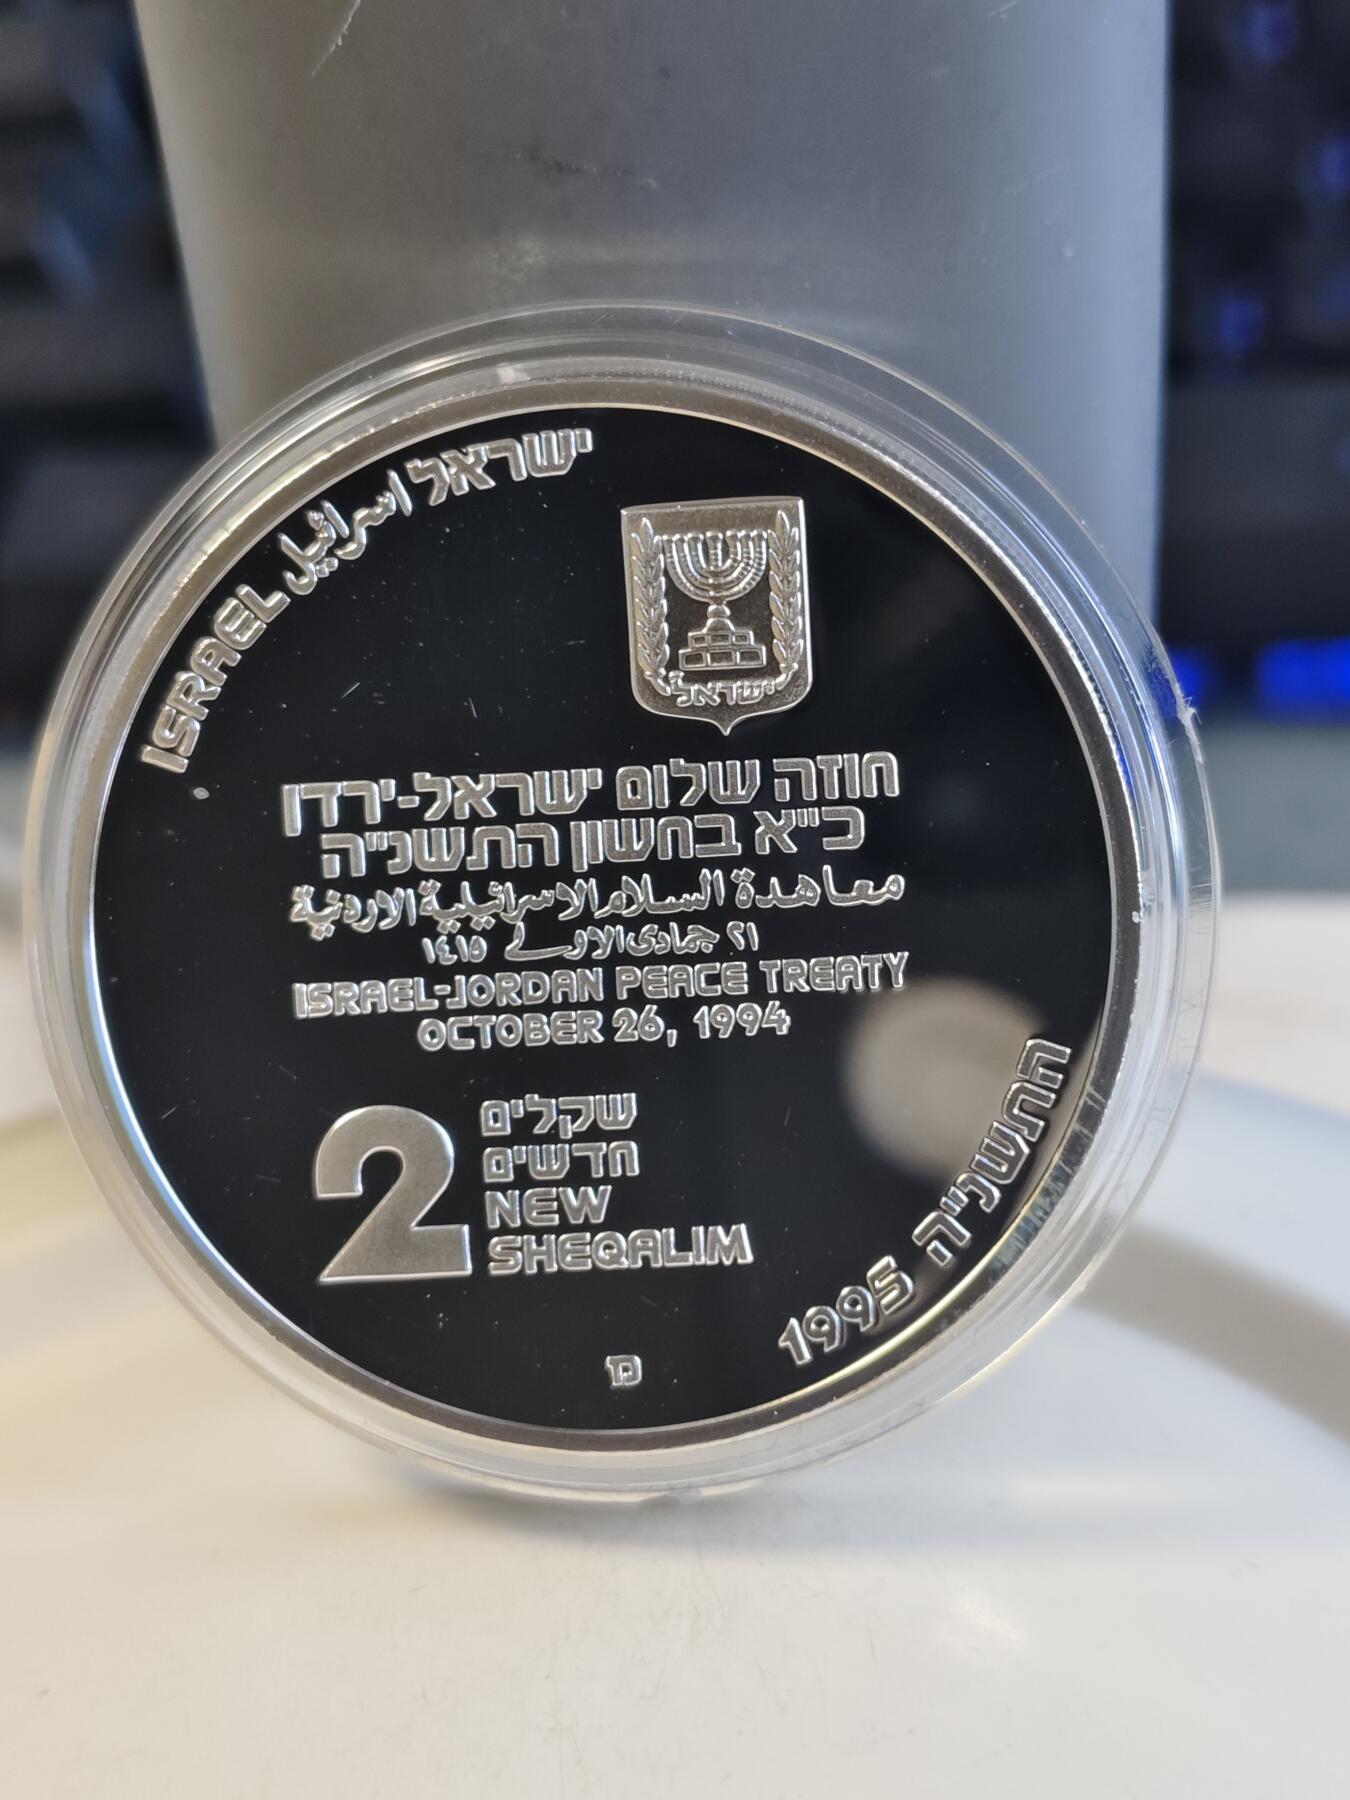 ישראל اسرائيل ISRAEL
ישראל
חוזה שלום ישראל-ירדן
כ"א בחשון התשנ"ה
معاهدة السلام الاسرائيلية الاردنية
٢١ جمادى الاولى ١٤١٥
ISRAEL-JORDAN PEACE TREATY
OCTOBER 26, 1994
2
שקלים
חדשים
NEW
SHEQALIM
התשנ"ה 1995
מ